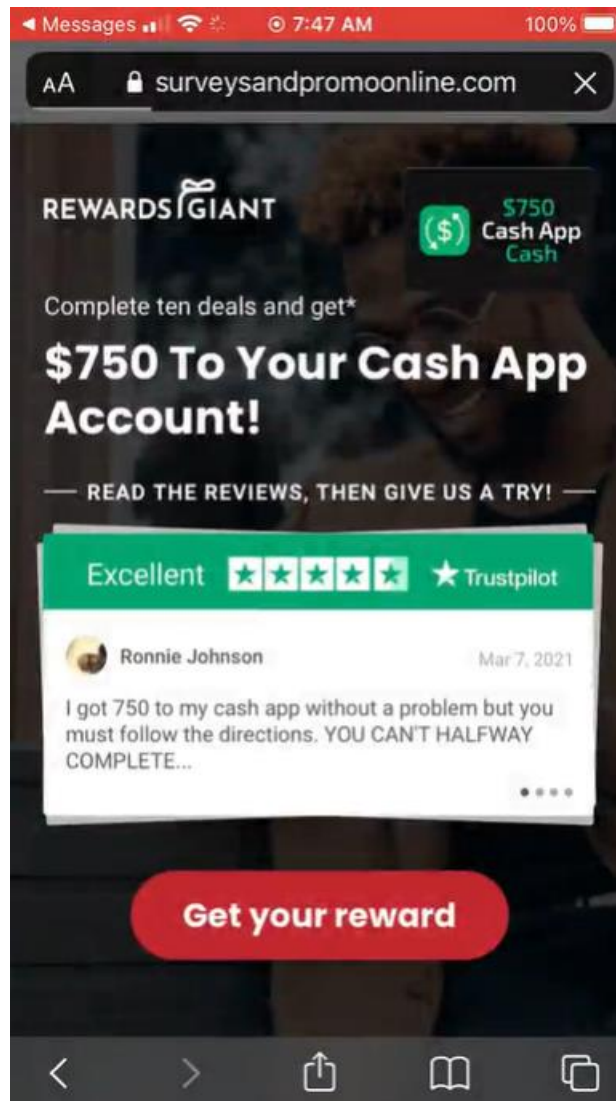 Messages
7:47 AM
100%
AA
surveysandpromoonline.com
REWARDS GIANT
$750
Cash App
Cash
Complete ten deals and get*
$750 To Your Cash App
Account!
READ THE REVIEWS, THEN GIVE US A TRY!
Excellent
Trustpilot
Ronnie Johnson
Mar 7, 2021
I got 750 to my cash app without a problem but you
must follow the directions. YOU CAN'T HALFWAY
COMPLETE...
Get your reward